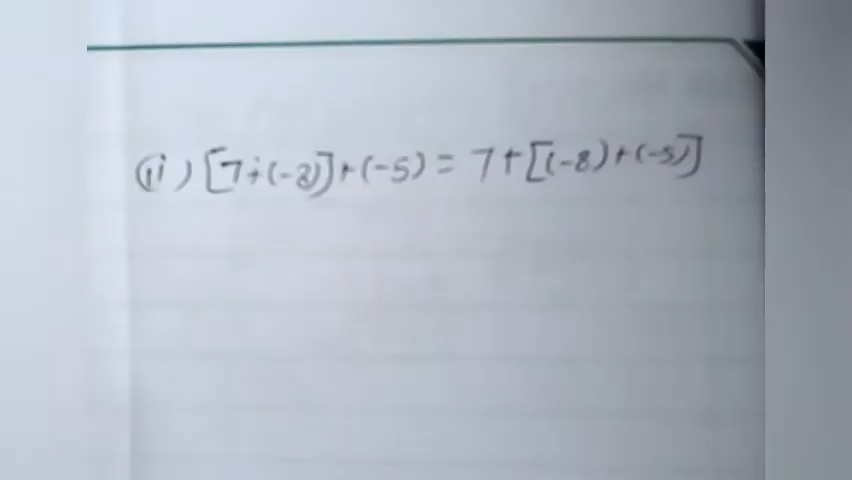 (ii) [7+(-8)]+(-5) = 7+[(-8)+(-5)]